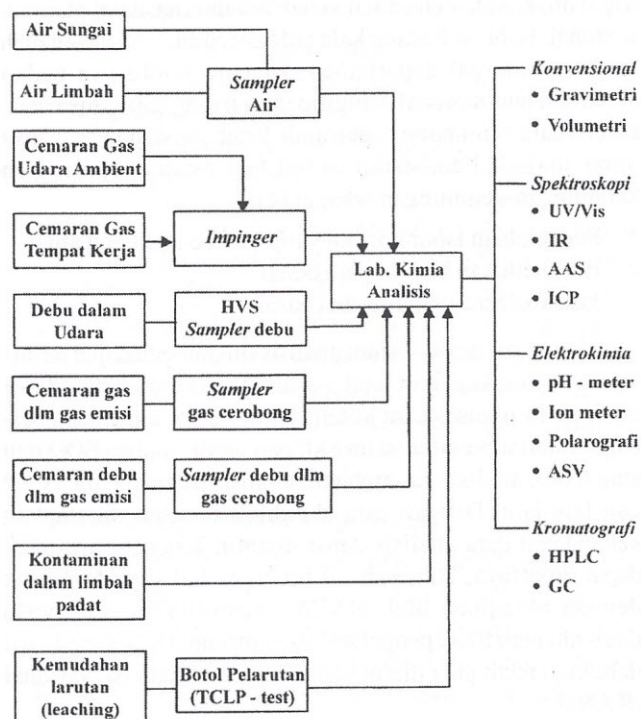 Air Sungai
Air Limbah
Sampler
Air
Cemaran Gas
Udara Ambient
Cemaran Gas
Tempat Kerja
Impinger
Debu dalam
Udara
HVS
Sampler debu
Cemaran gas
dlm gas emisi
Sampler
gas cerobong
Cemaran debu
dlm gas emisi
Sampler debu dlm
gas cerobong
Kontaminan
dalam limbah
padat
Kemudahan
larutan
(leaching)
Botol Pelarutan
(TCLP - test)
Lab. Kimia
Analisis
Konvensional
• Gravimetri
• Volumetri
Spektroskopi
• UV/Vis
• IR
• AAS
• ICP
Elektrokimia
• pH - meter
• Ion meter
• Polarografi
• ASV
Kromatografi
• HPLC
• GC